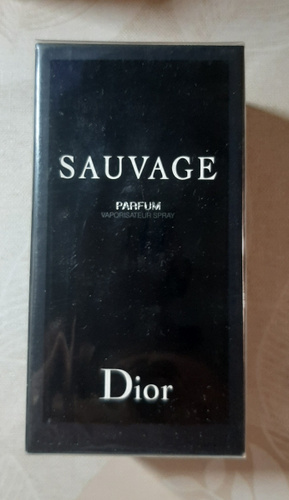 SAUVAGE
PARFUM
VAPORISATEUR SPRAY
Dior